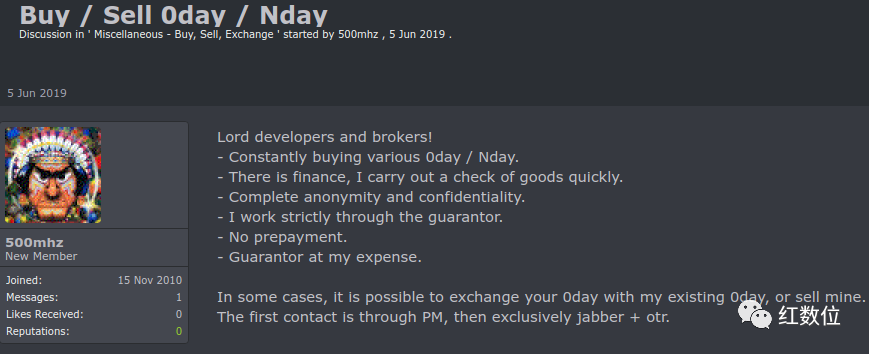 Buy / Sell 0day / Nday
Discussion in ' Miscellaneous - Buy, Sell, Exchange ' started by 500mhz , 5 Jun 2019 .
5 Jun 2019
Lord developers and brokers!
- Constantly buying various 0day / Nday.
- There is finance, I carry out a check of goods quickly.
- Complete anonymity and confidentiality.
- I work strictly through the guarantor.
- No prepayment.
- Guarantor at my expense.
In some cases, it is possible to exchange your 0day with my existing 0day, or sell mine.
The first contact is through PM, then exclusively jabber + otr.
500mhz
New Member
Joined: 15 Nov 2010
Messages: 1
Likes Received: 0
Reputations: 0
红数位